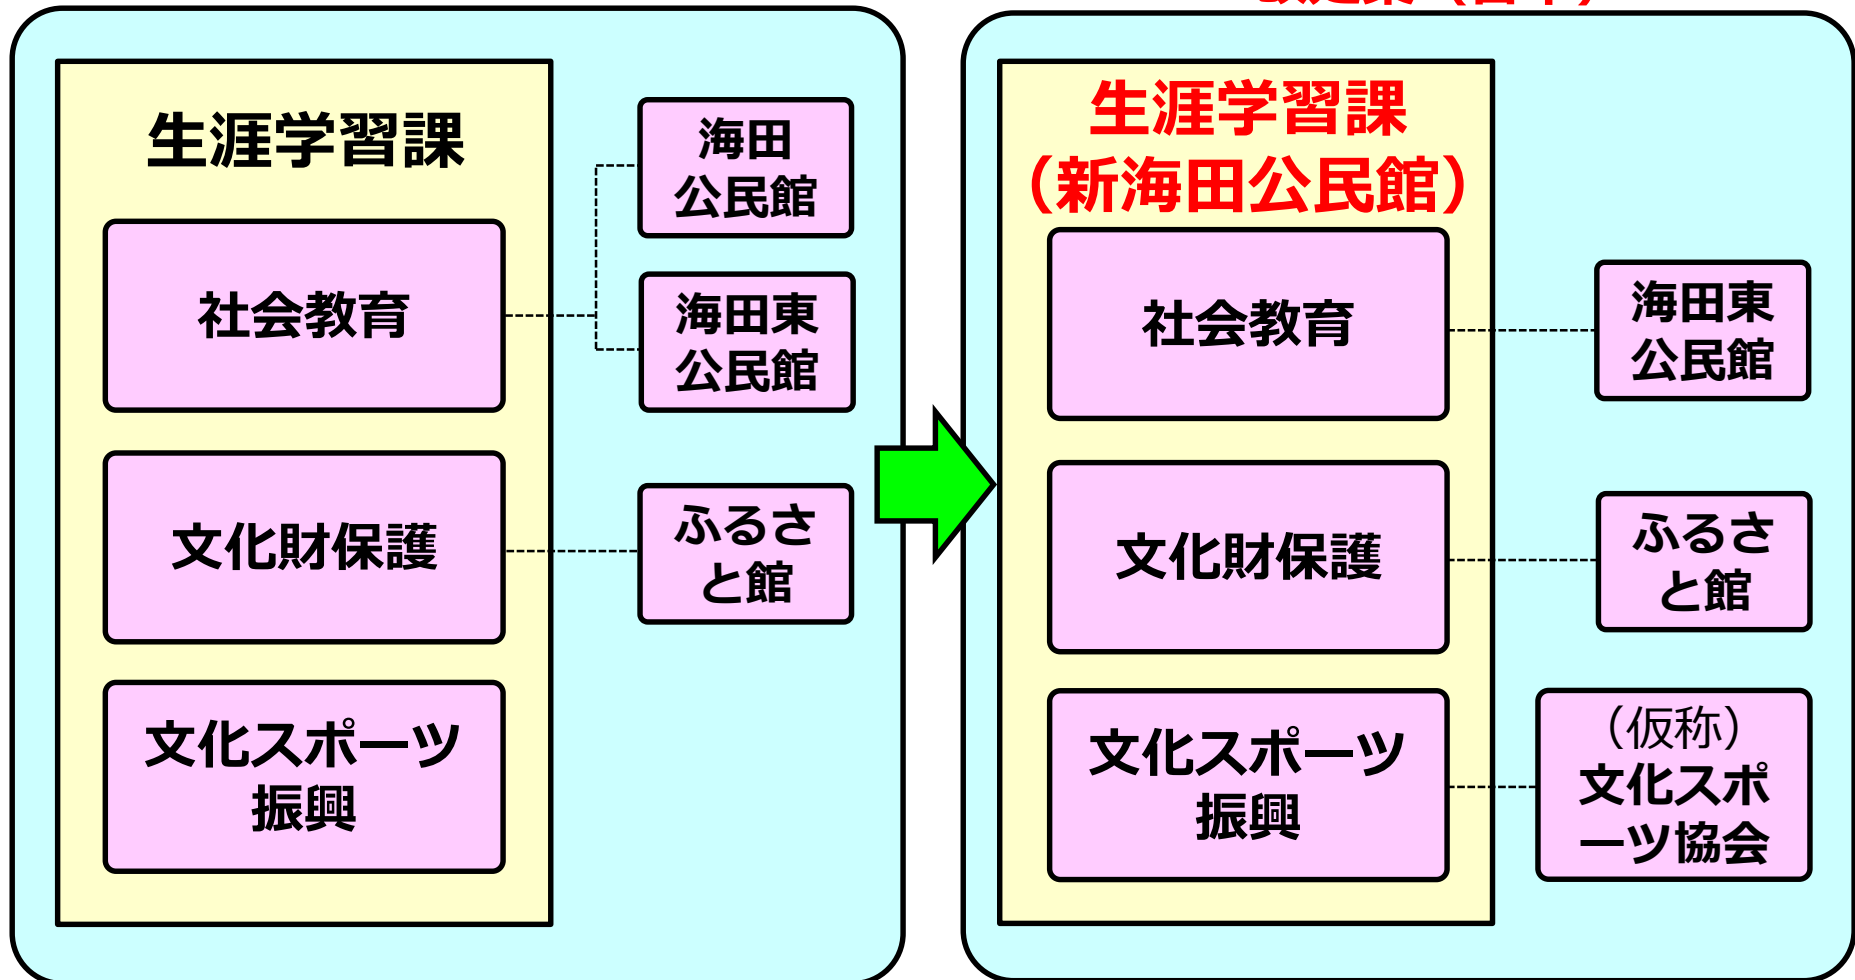 生涯学習課
海田
公民館
社会教育
海田東
公民館
文化財保護
ふるさ
と館
文化スポーツ
振興
生涯学習課
（新海田公民館）
社会教育
海田東
公民館
文化財保護
ふるさ
と館
文化スポーツ
振興
（仮称）
文化スポ
ーツ協会